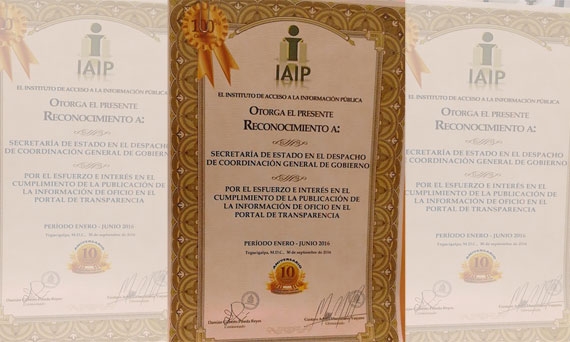 10
IAIP
EL INSTITUTO DE ACCESO A LA INFORMACIÓN PÚBLICA
OTORGA EL PRESENTE
RECONOCIMIENTO A:
SECRETARÍA DE ESTADO EN EL DESPACHO
DE COORDINACIÓN GENERAL DE GOBIERNO
POR EL ESFUERZO E INTERÉS EN EL
CUMPLIMIENTO DE LA PUBLICACIÓN DE
LA INFORMACIÓN DE OFICIO EN EL
PORTAL DE TRANSPARENCIA
PERÍODO ENERO - JUNIO 2016
Tegucigalpa, M.D.C., 30 de septiembre de 2016
ANIVERSARIO
10